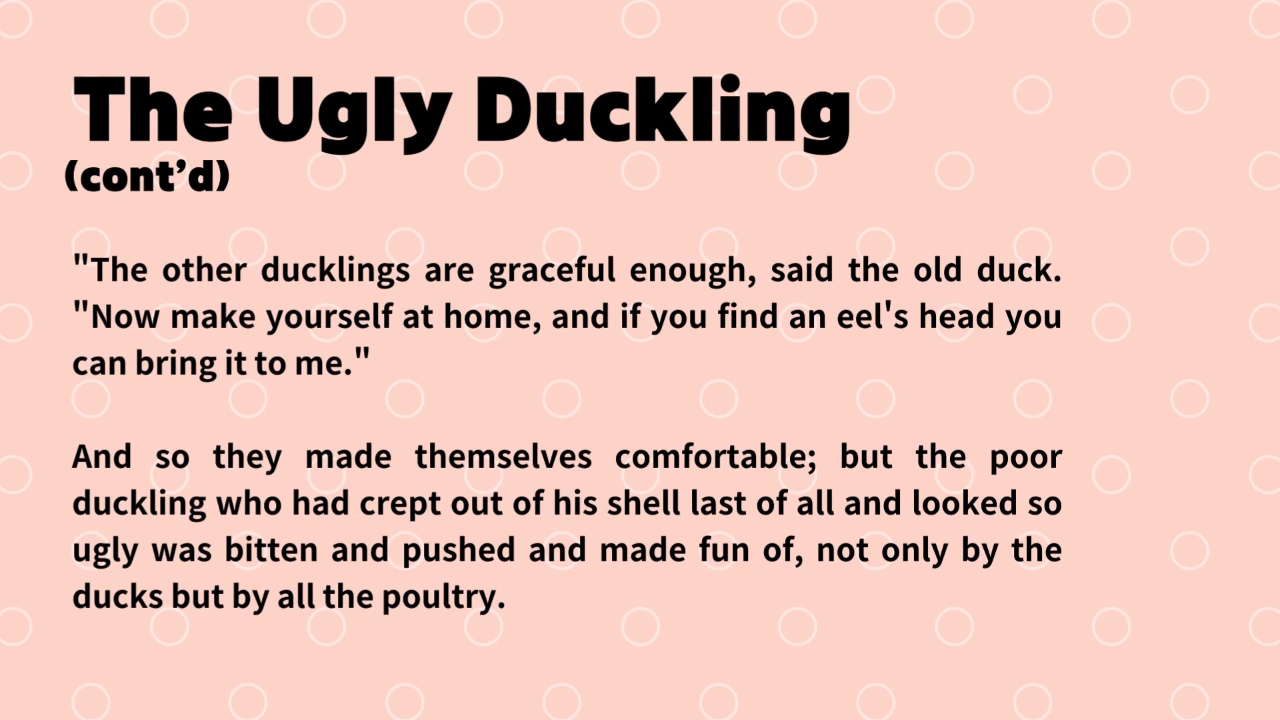 The Ugly Duckling
(cont’d)
"The other ducklings are graceful enough, said the old duck.
"Now make yourself at home, and if you find an eel's head you
can bring it to me."
And so they made themselves comfortable; but the poor
duckling who had crept out of his shell last of all and looked so
ugly was bitten and pushed and made fun of, not only by the
ducks but by all the poultry.